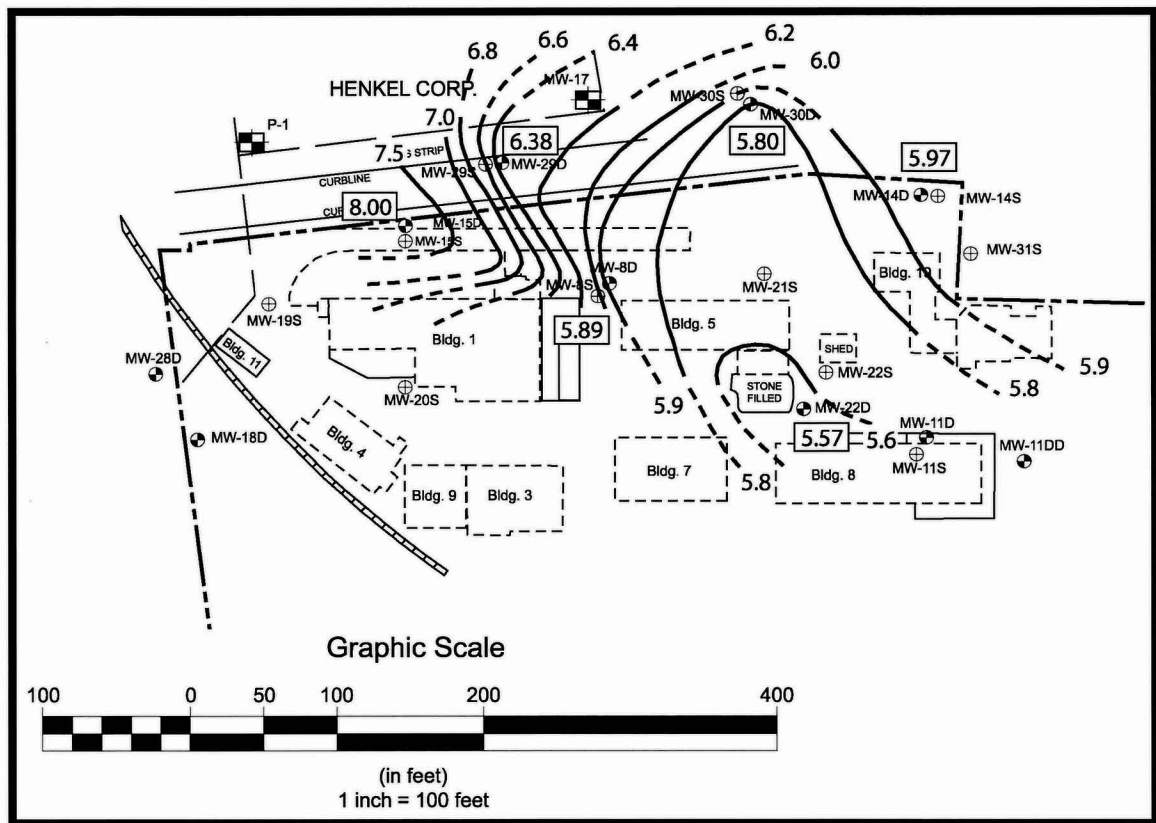 6.8
6.6
6.4
6.2
6.0
HENKEL CORP.
MW-17
MW-30S
MW-30D
7.0
P-1
6.38
5.80
5.97
7.5
S STRIP
MW-29S
MW-29D
CURBLINE
8.00
MW-14D
MW-14S
MW-15D
MW-15S
MW-31S
MW-8D
MW-8S
MW-21S
Bldg. 10
MW-19S
Bldg. 1
5.89
Bldg. 5
SHED
Bldg. 11
MW-28D
MW-20S
MW-22S
5.9
5.8
STONE
FILLED
5.9
MW-22D
MW-18D
Bldg. 4
5.57
5.6
MW-11D
MW-11S
MW-11DD
Bldg. 9
Bldg. 3
Bldg. 7
5.8
Bldg. 8
Graphic Scale
100 0 50 100 200 400
(in feet)
1 inch = 100 feet